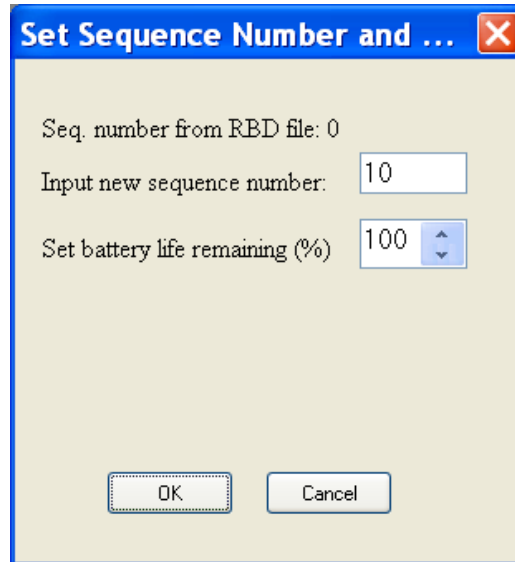 Set Sequence Number and ...
Seq. number from RBD file: 0
Input new sequence number: 10
Set battery life remaining (%) 100
OK Cancel